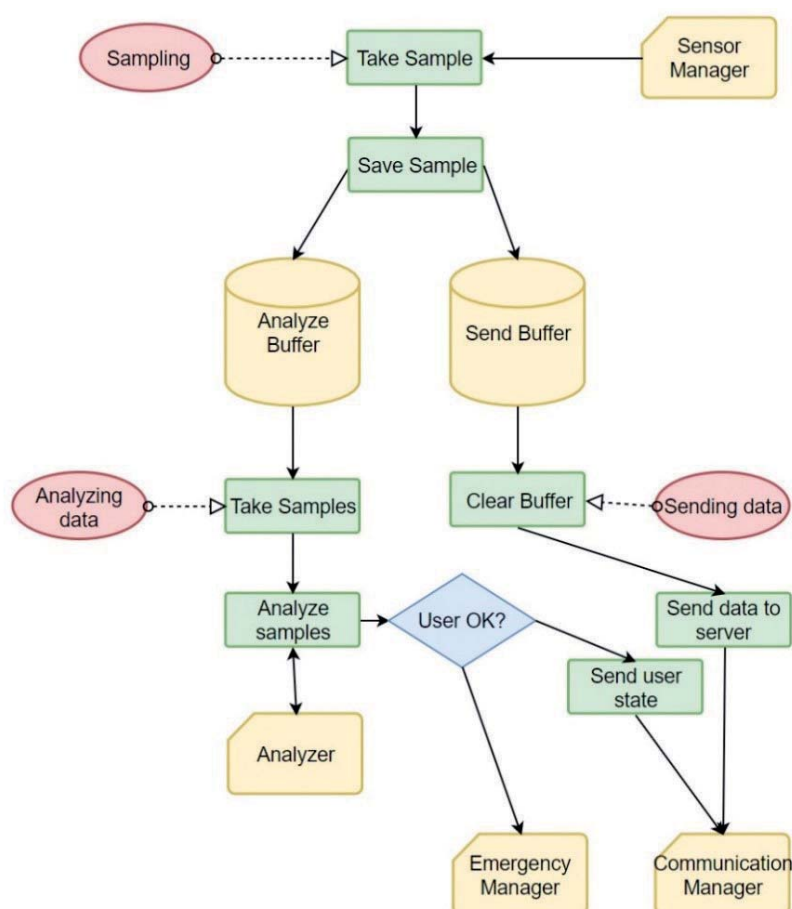 Sampling
Take Sample
Sensor
Manager
Save Sample
Analyze
Buffer
Send Buffer
Analyzing
data
Take Samples
Clear Buffer
Sending data
Analyze
samples
User OK?
Send data to
server
Send user
state
Analyzer
Emergency
Manager
Communication
Manager